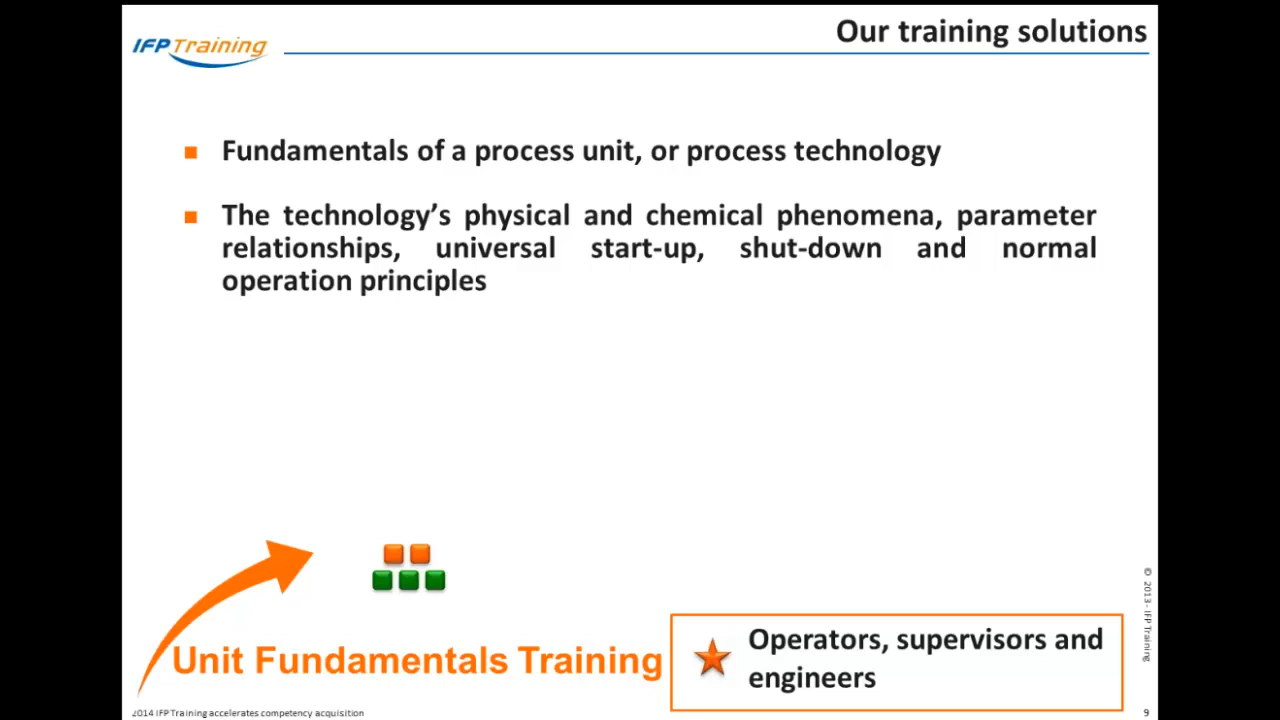 IFPTraining
Our training solutions
Fundamentals of a process unit, or process technology
The technology’s physical and chemical phenomena, parameter
relationships, universal start-up, shut-down and normal
operation principles
Unit Fundamentals Training
Operators, supervisors and
engineers
© 2013 - IFP Training
2014 IFP Training accelerates competency acquisition
9